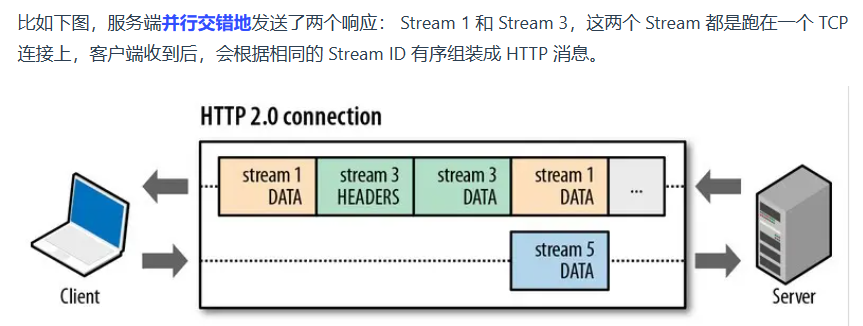 比如下图，服务端并行交错地发送了两个响应： Stream 1 和 Stream 3，这两个 Stream 都是跑在一个 TCP
连接上，客户端收到后，会根据相同的 Stream ID 有序组装成 HTTP 消息。
HTTP 2.0 connection
stream 1 stream 3 stream 3 stream 1
DATA HEADERS DATA DATA ...
stream 5
DATA
Client Server